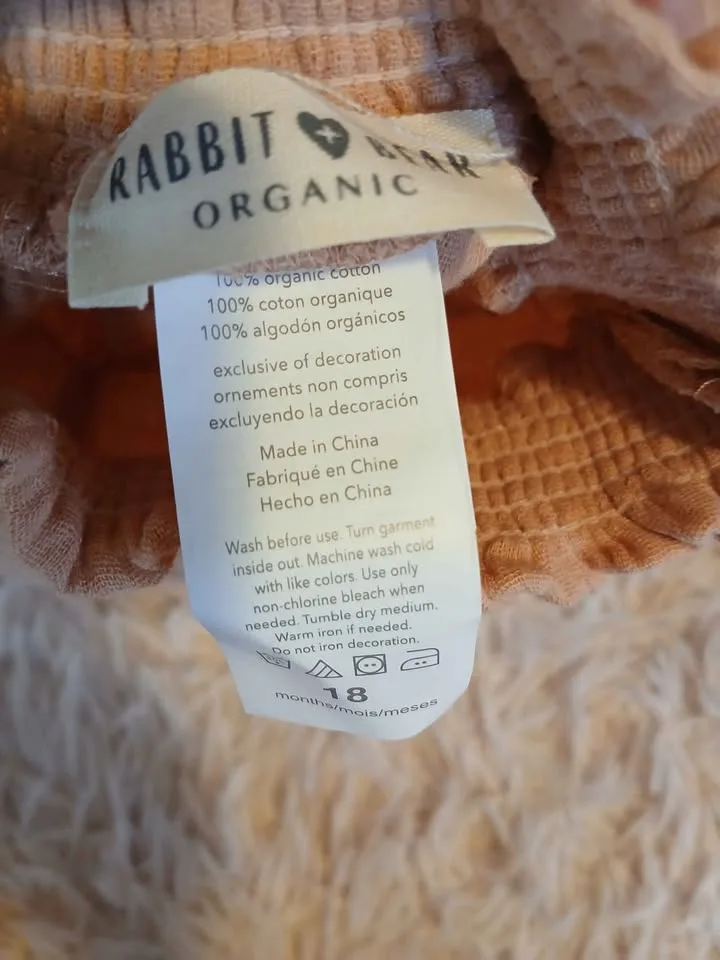 RABBIT + BEAR
ORGANIC
100% organic cotton
100% coton organique
100% algodón orgánicos
exclusive of decoration
ornements non compris
excluyendo la decoración
Made in China
Fabriqué en Chine
Hecho en China
Wash before use. Turn garment
inside out. Machine wash cold
with like colors. Use only
non-chlorine bleach when
needed. Tumble dry medium.
Warm iron if needed.
Do not iron decoration.
18
months/mois/meses